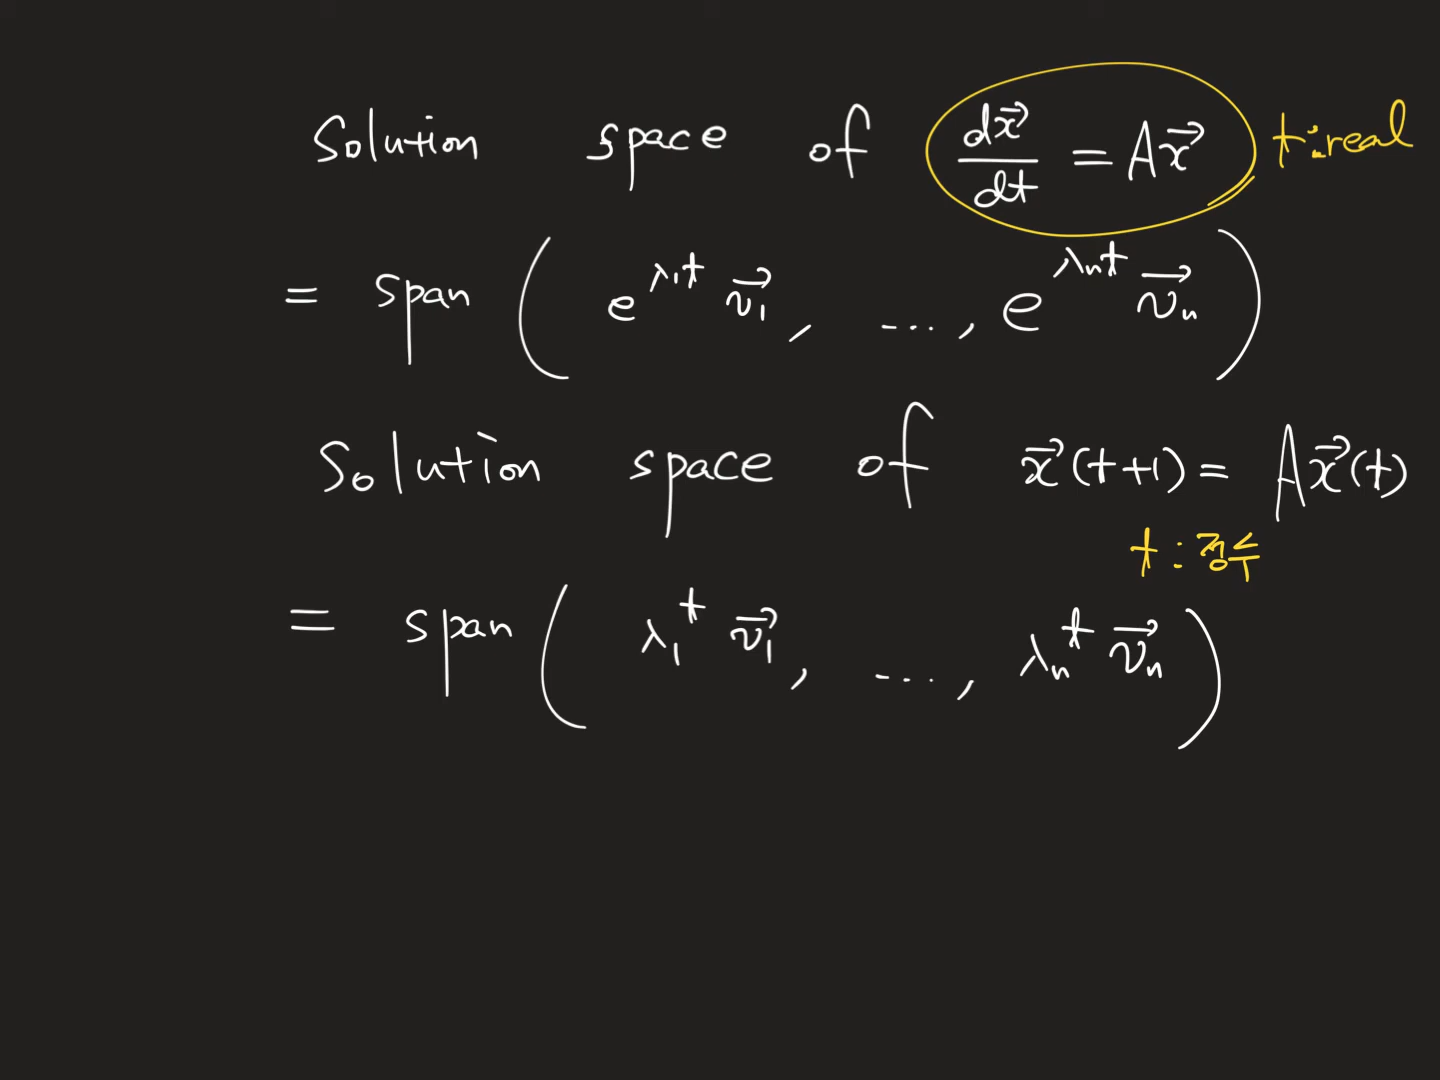 Solution space of dx⃗/dt = Ax⃗ t:real
= span ( e^{λ₁t} v⃗₁, ..., e^{λₙt} v⃗ₙ )
Solution space of x⃗(t+1) = Ax⃗(t)
t : 정수
= span ( λ₁^t v⃗₁, ..., λₙ^t v⃗ₙ )